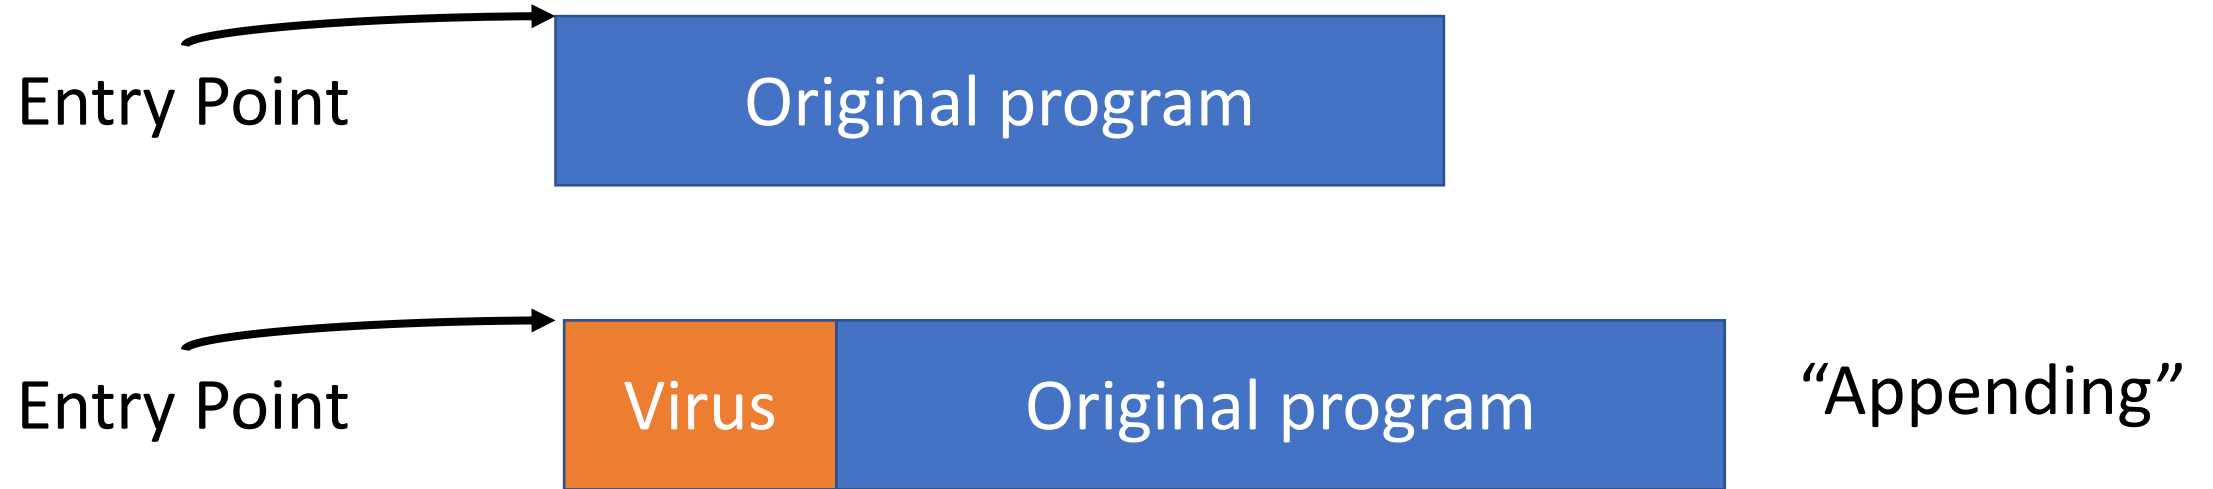 Entry Point
Original program
Entry Point
Virus
Original program
“Appending”